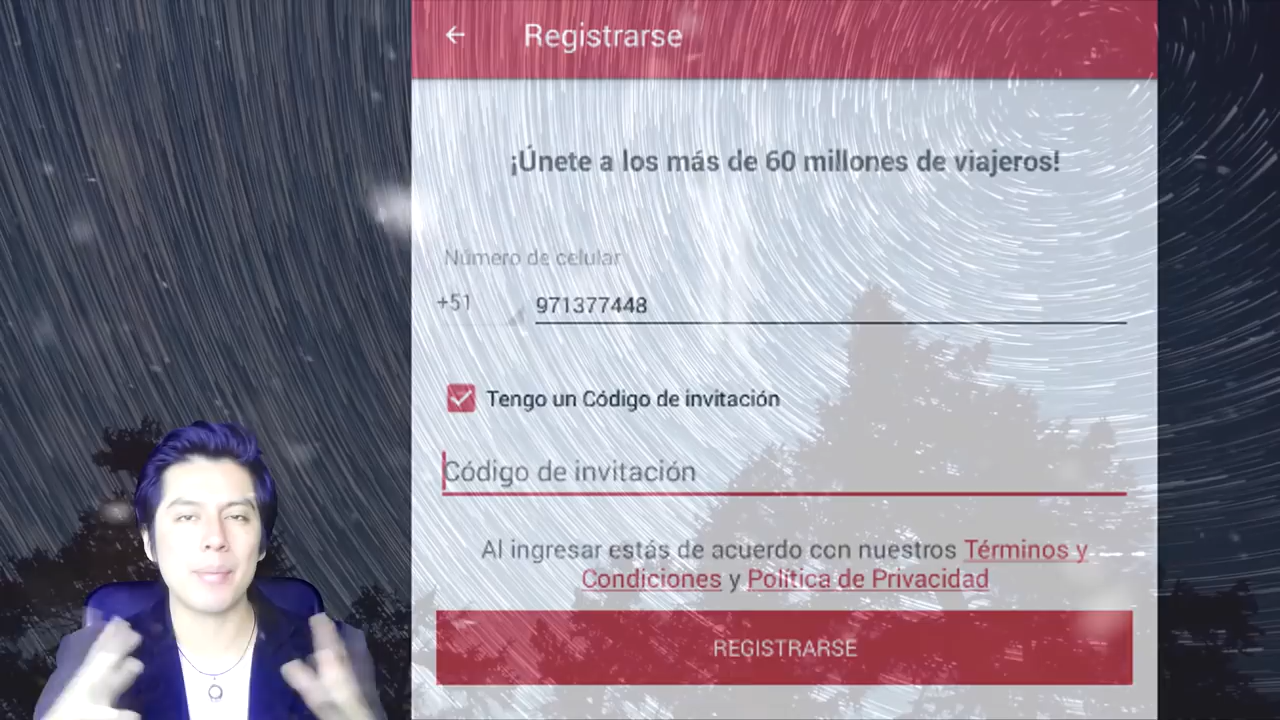 Registrarse
¡Únete a los más de 60 millones de viajeros!
Número de celular
+51 971377448
Tengo un Código de invitación
Código de invitación
Al ingresar estás de acuerdo con nuestros Términos y
Condiciones y Política de Privacidad
REGISTRARSE